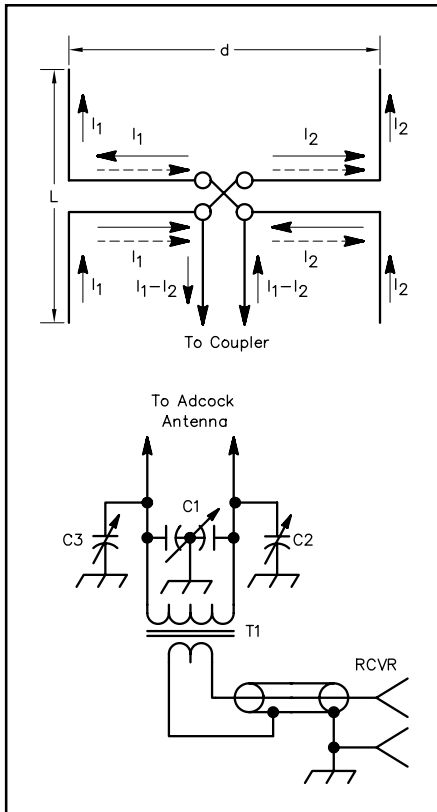 d
I₁
I₁
I₂
I₂
L
I₁
I₁
I₁–I₂
I₁–I₂
I₂
I₂
To Coupler
To Adcock
Antenna
C1
C3
C2
T1
RCVR